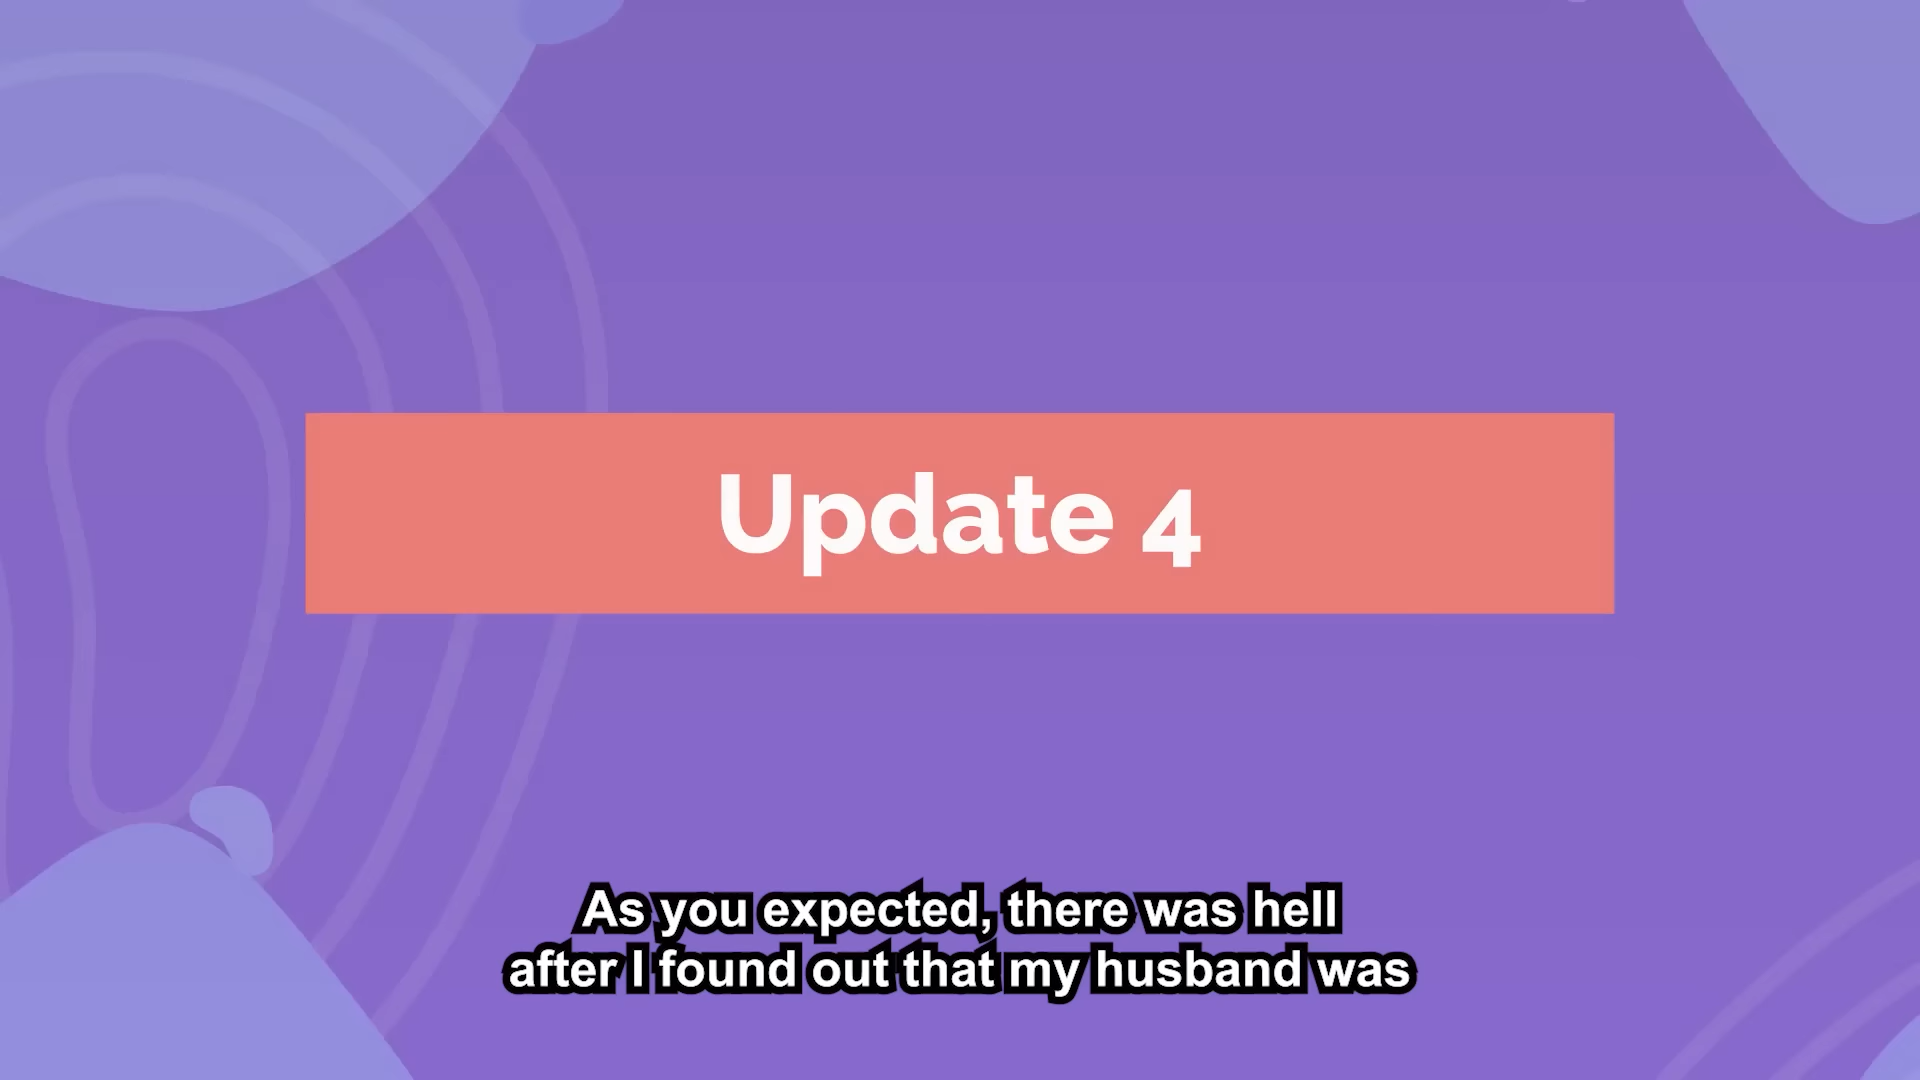 Update 4
As you expected, there was hell
after I found out that my husband was